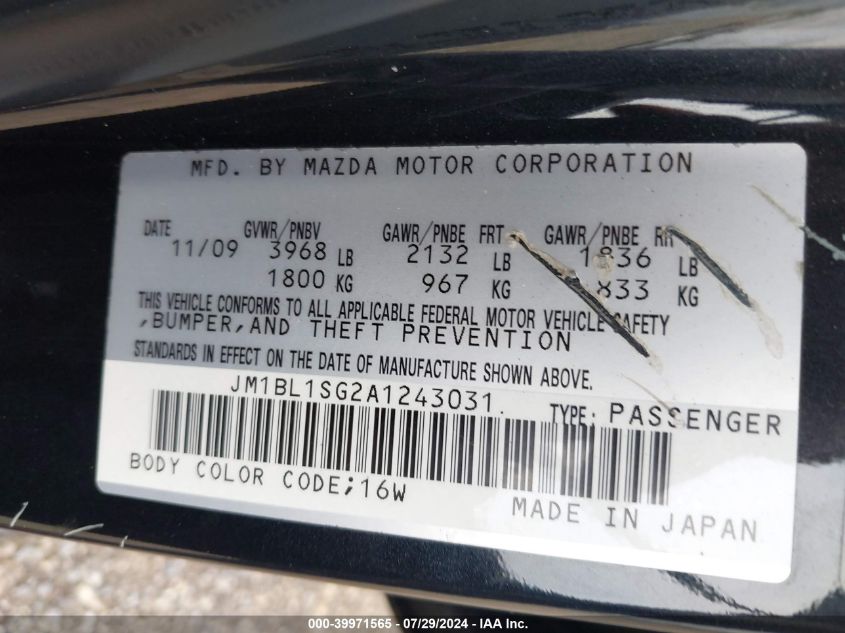 MFD. BY MAZDA MOTOR CORPORATION
DATE GVWR/PNBV GAWR/PNBE FRT GAWR/PNBE RR
11/09 3968 LB 2132 LB 1836 LB
1800 KG 967 KG 833 KG
THIS VEHICLE CONFORMS TO ALL APPLICABLE FEDERAL MOTOR VEHICLE SAFETY
,BUMPER,AND THEFT PREVENTION
STANDARDS IN EFFECT ON THE DATE OF MANUFACTURE SHOWN ABOVE.
JM1BL1SG2A1243031 TYPE: PASSENGER
BODY COLOR CODE;16W
MADE IN JAPAN
000-39971565 - 07/29/2024 - IAA Inc.